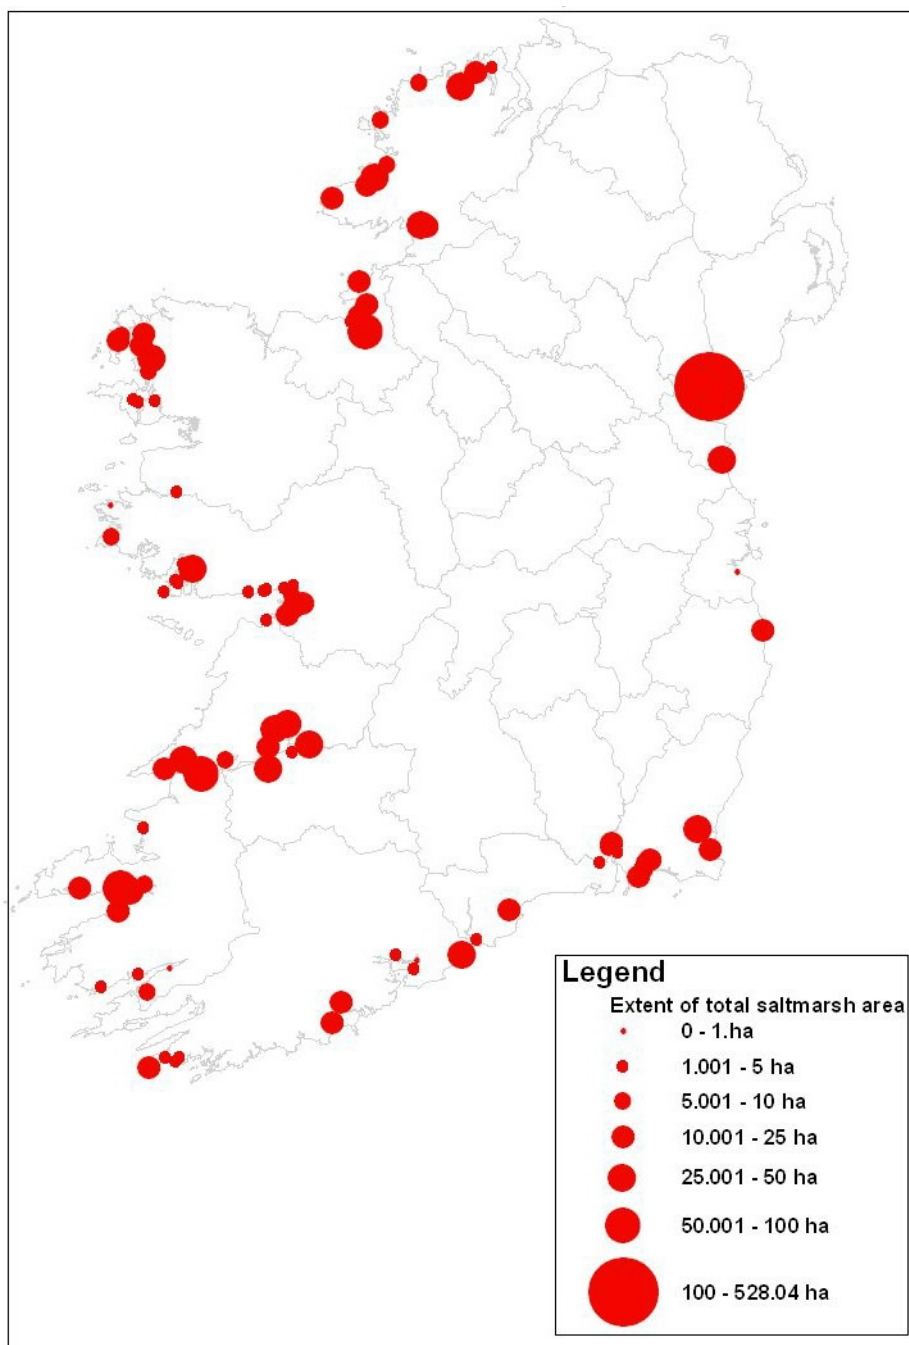 Legend
Extent of total saltmarsh area
0 - 1.ha
1.001 - 5 ha
5.001 - 10 ha
10.001 - 25 ha
25.001 - 50 ha
50.001 - 100 ha
100 - 528.04 ha